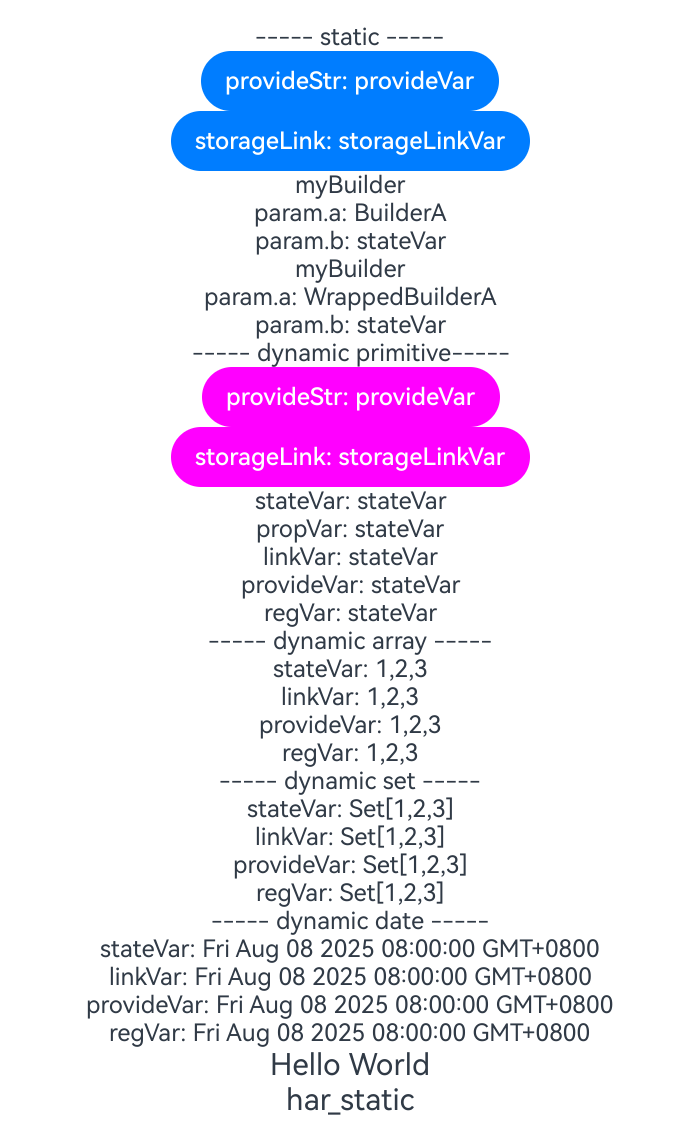 ----- static -----
provideStr: provideVar
storageLink: storageLinkVar
myBuilder
param.a: BuilderA
param.b: stateVar
myBuilder
param.a: WrappedBuilderA
param.b: stateVar
----- dynamic primitive-----
provideStr: provideVar
storageLink: storageLinkVar
stateVar: stateVar
propVar: stateVar
linkVar: stateVar
provideVar: stateVar
regVar: stateVar
----- dynamic array -----
stateVar: 1,2,3
linkVar: 1,2,3
provideVar: 1,2,3
regVar: 1,2,3
----- dynamic set -----
stateVar: Set[1,2,3]
linkVar: Set[1,2,3]
provideVar: Set[1,2,3]
regVar: Set[1,2,3]
----- dynamic date -----
stateVar: Fri Aug 08 2025 08:00:00 GMT+0800
linkVar: Fri Aug 08 2025 08:00:00 GMT+0800
provideVar: Fri Aug 08 2025 08:00:00 GMT+0800
regVar: Fri Aug 08 2025 08:00:00 GMT+0800
Hello World
har_static